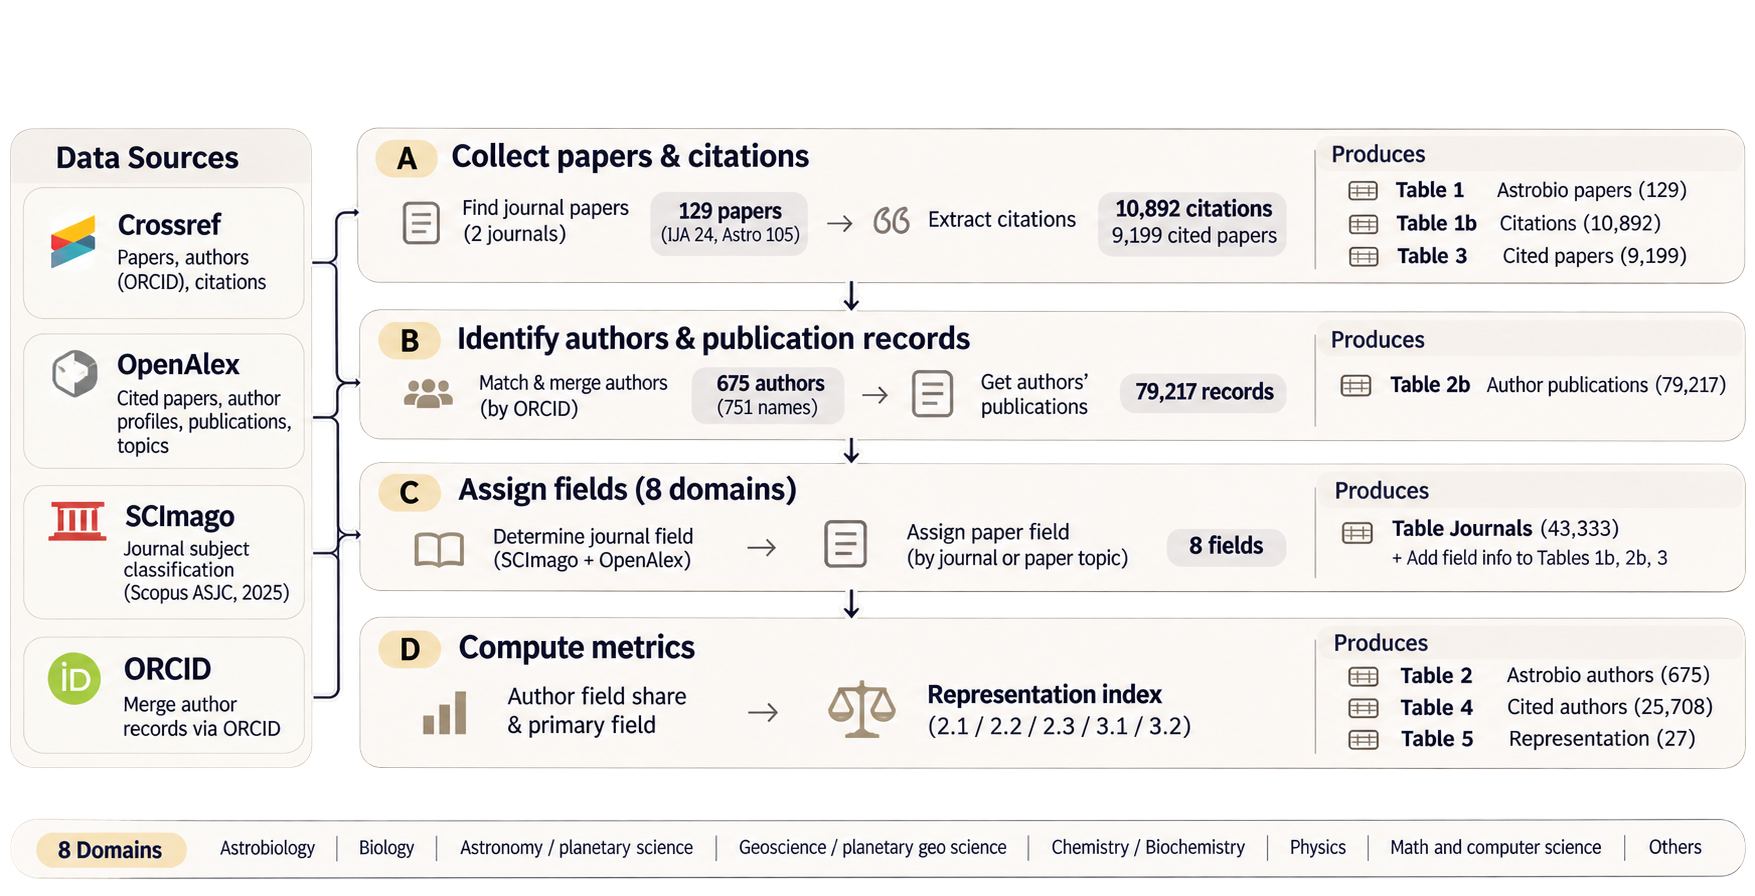 Data Sources
Crossref
Papers, authors
(ORCID), citations
OpenAlex
Cited papers, author
profiles, publications,
topics
SCImago
Journal subject
classification
(Scopus ASJC, 2025)
iD
ORCID
Merge author
records via ORCID
A
Collect papers & citations
Find journal papers
(2 journals)
129 papers
(IJA 24, Astro 105)
Extract citations
10,892 citations
9,199 cited papers
Produces
Table 1 Astrobio papers (129)
Table 1b Citations (10,892)
Table 3 Cited papers (9,199)
B
Identify authors & publication records
Match & merge authors
(by ORCID)
675 authors
(751 names)
Get authors’
publications
79,217 records
Produces
Table 2b Author publications (79,217)
C
Assign fields (8 domains)
Determine journal field
(SCImago + OpenAlex)
Assign paper field
(by journal or paper topic)
8 fields
Produces
Table Journals (43,333)
+ Add field info to Tables 1b, 2b, 3
D
Compute metrics
Author field share
& primary field
Representation index
(2.1 / 2.2 / 2.3 / 3.1 / 3.2)
Produces
Table 2 Astrobio authors (675)
Table 4 Cited authors (25,708)
Table 5 Representation (27)
8 Domains Astrobiology | Biology | Astronomy / planetary science | Geoscience / planetary geo science | Chemistry / Biochemistry | Physics | Math and computer science | Others